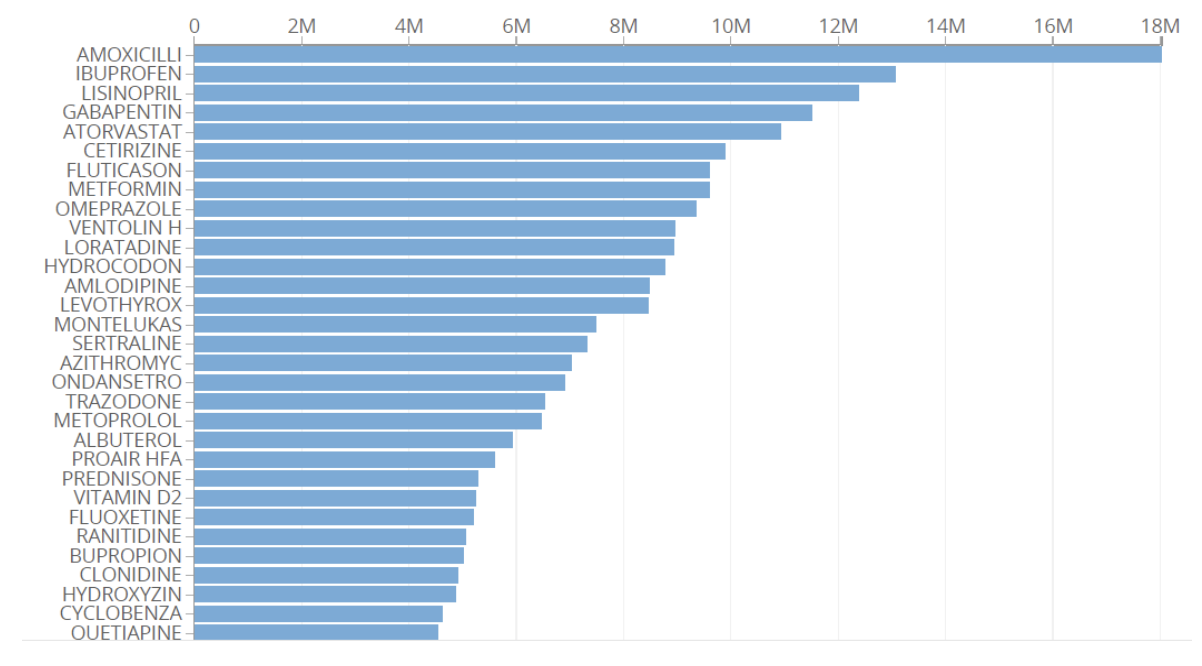 0 2M 4M 6M 8M 10M 12M 14M 16M 18M
AMOXICILLI
IBUPROFEN
LISINOPRIL
GABAPENTIN
ATORVASTAT
CETIRIZINE
FLUTICASON
METFORMIN
OMEPRAZOLE
VENTOLIN H
LORATADINE
HYDROCODON
AMLODIPINE
LEVOTHYROX
MONTELUKAS
SERTRALINE
AZITHROMYC
ONDANSETRO
TRAZODONE
METOPROLOL
ALBUTEROL
PROAIR HFA
PREDNISONE
VITAMIN D2
FLUOXETINE
RANITIDINE
BUPROPION
CLONIDINE
HYDROXYZIN
CYCLOBENZA
QUETIAPINE